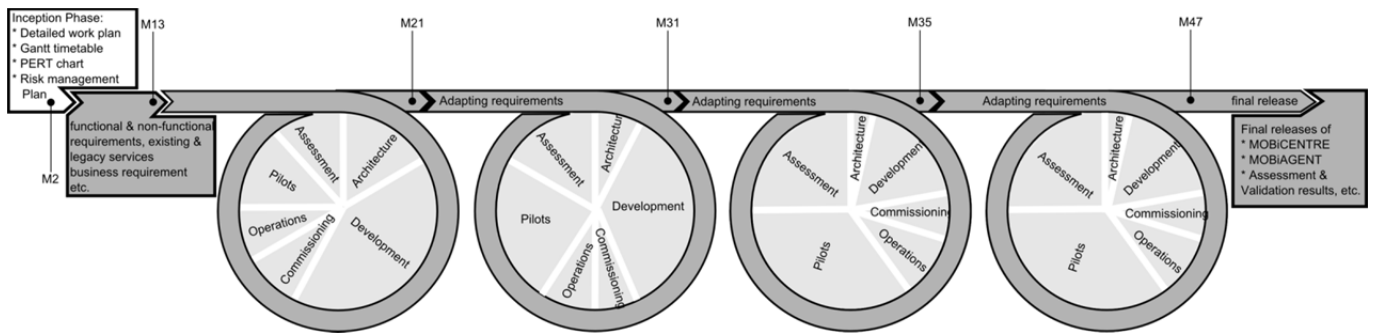 Inception Phase:
* Detailed work plan
* Gantt timetable
* PERT chart
* Risk management
Plan
M2
M13
functional & non-functional
requirements, existing &
legacy services
business requirement
etc.
M21
Assessment
Architecture
Pilots
Operations
Commissioning
Development
Adapting requirements
M31
Assessment
Architectur
Pilots
Development
Operations
Commissioning
Adapting requirements
M35
Assessment
Architecture
Development
Commissioning
Operations
Pilots
Adapting requirements
M47
Assessment
Architecture
Development
Commissioning
Operations
Pilots
final release
Final releases of
* MOBiCENTRE
* MOBiAGENT
* Assessment &
Validation results, etc.